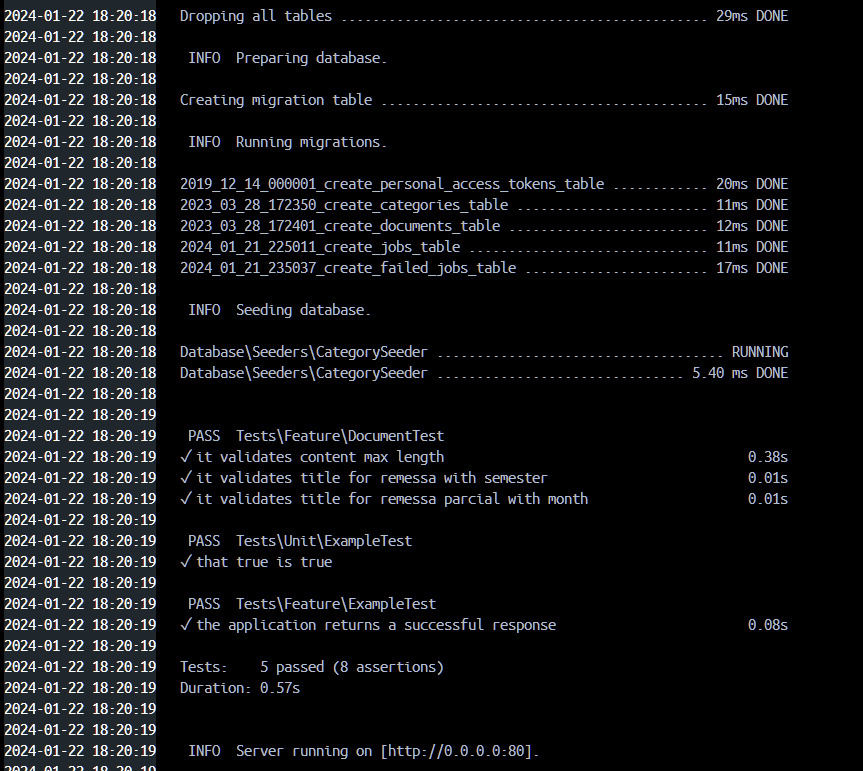 2024-01-22 18:20:18 Dropping all tables .............................................. 29ms DONE
2024-01-22 18:20:18
2024-01-22 18:20:18 INFO Preparing database.
2024-01-22 18:20:18
2024-01-22 18:20:18 Creating migration table ......................................... 15ms DONE
2024-01-22 18:20:18
2024-01-22 18:20:18 INFO Running migrations.
2024-01-22 18:20:18
2024-01-22 18:20:18 2019_12_14_000001_create_personal_access_tokens_table ............ 20ms DONE
2024-01-22 18:20:18 2023_03_28_172350_create_categories_table ........................ 11ms DONE
2024-01-22 18:20:18 2023_03_28_172401_create_documents_table ......................... 12ms DONE
2024-01-22 18:20:18 2024_01_21_225011_create_jobs_table .............................. 11ms DONE
2024-01-22 18:20:18 2024_01_21_235037_create_failed_jobs_table ....................... 17ms DONE
2024-01-22 18:20:18
2024-01-22 18:20:18 INFO Seeding database.
2024-01-22 18:20:18
2024-01-22 18:20:18 Database\Seeders\CategorySeeder .................................... RUNNING
2024-01-22 18:20:18 Database\Seeders\CategorySeeder ............................... 5.40 ms DONE
2024-01-22 18:20:18
2024-01-22 18:20:19
2024-01-22 18:20:19 PASS Tests\Feature\DocumentTest
2024-01-22 18:20:19 ✓ it validates content max length 0.38s
2024-01-22 18:20:19 ✓ it validates title for remessa with semester 0.01s
2024-01-22 18:20:19 ✓ it validates title for remessa parcial with month 0.01s
2024-01-22 18:20:19
2024-01-22 18:20:19 PASS Tests\Unit\ExampleTest
2024-01-22 18:20:19 ✓ that true is true
2024-01-22 18:20:19
2024-01-22 18:20:19 PASS Tests\Feature\ExampleTest
2024-01-22 18:20:19 ✓ the application returns a successful response 0.08s
2024-01-22 18:20:19
2024-01-22 18:20:19 Tests: 5 passed (8 assertions)
2024-01-22 18:20:19 Duration: 0.57s
2024-01-22 18:20:19
2024-01-22 18:20:19
2024-01-22 18:20:19 INFO Server running on [http://0.0.0.0:80].
2024-01-22 18:20:19